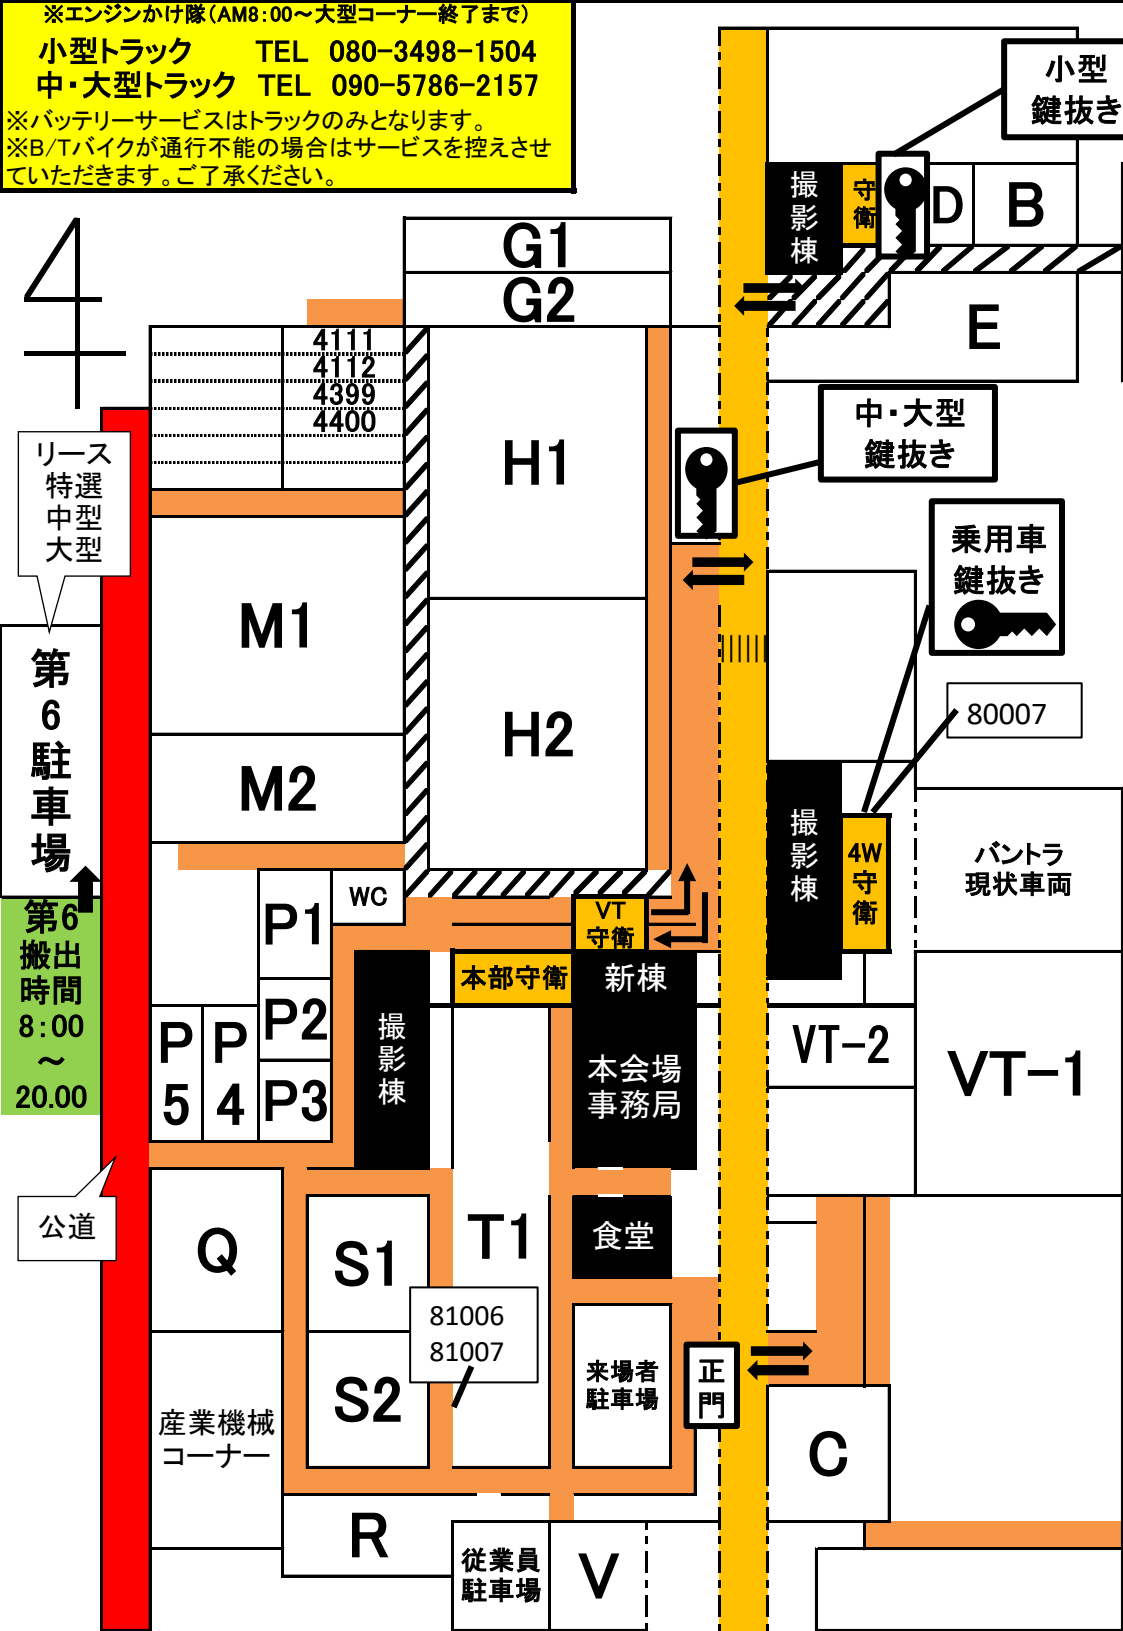 ※エンジンかけ隊(AM8:00～大型コーナー終了まで)
小型トラック TEL 080-3498-1504
中・大型トラック TEL 090-5786-2157
※バッテリーサービスはトラックのみとなります。
※B/Tバイクが通行不能の場合はサービスを控えさせ
ていただきます。ご了承ください。
小型
鍵抜き
撮影棟
守衛
D
B
G1
G2
E
4111
4112
4399
4400
H1
中・大型
鍵抜き
リース
特選
中型
大型
乗用車
鍵抜き
M1
第6駐車場
H2
80007
M2
撮影棟
4W
守衛
バントラ
現状車両
WC
P1
VT
守衛
第6
搬出
時間
8:00
～
20.00
本部守衛
新棟
P2
撮影棟
P5
P4
P3
本会場
事務局
VT-2
VT-1
公道
Q
S1
T1
食堂
81006
81007
S2
来場者
駐車場
正門
産業機械
コーナー
C
R
従業員
駐車場
V